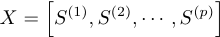 X = [S^{(1)}, S^{(2)}, ⋯, S^{(p)}]